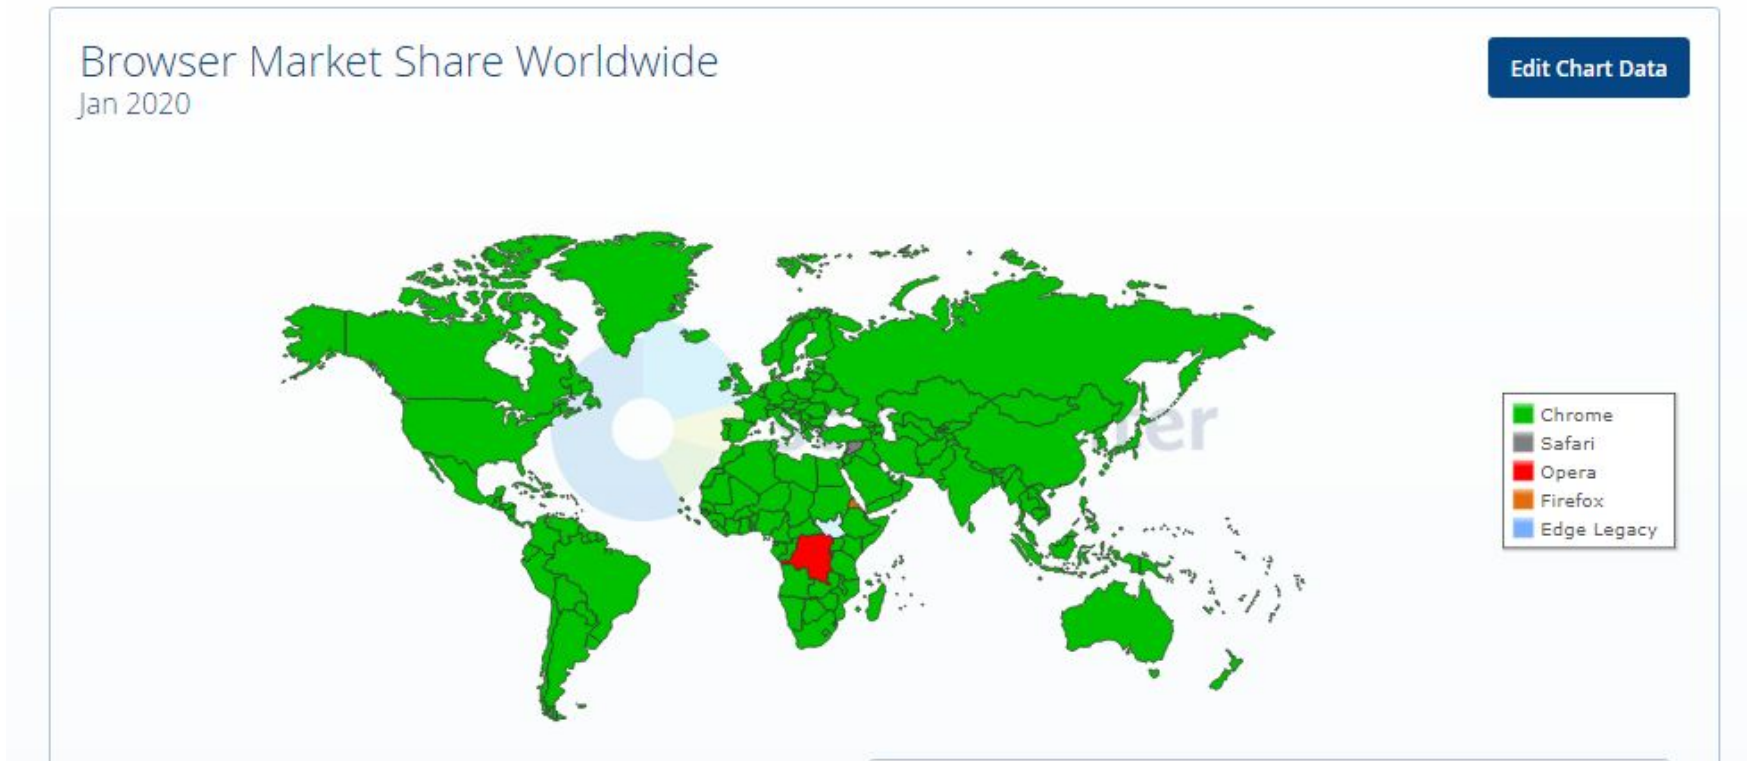 Browser Market Share Worldwide
Jan 2020
Edit Chart Data
Chrome
Safari
Opera
Firefox
Edge Legacy